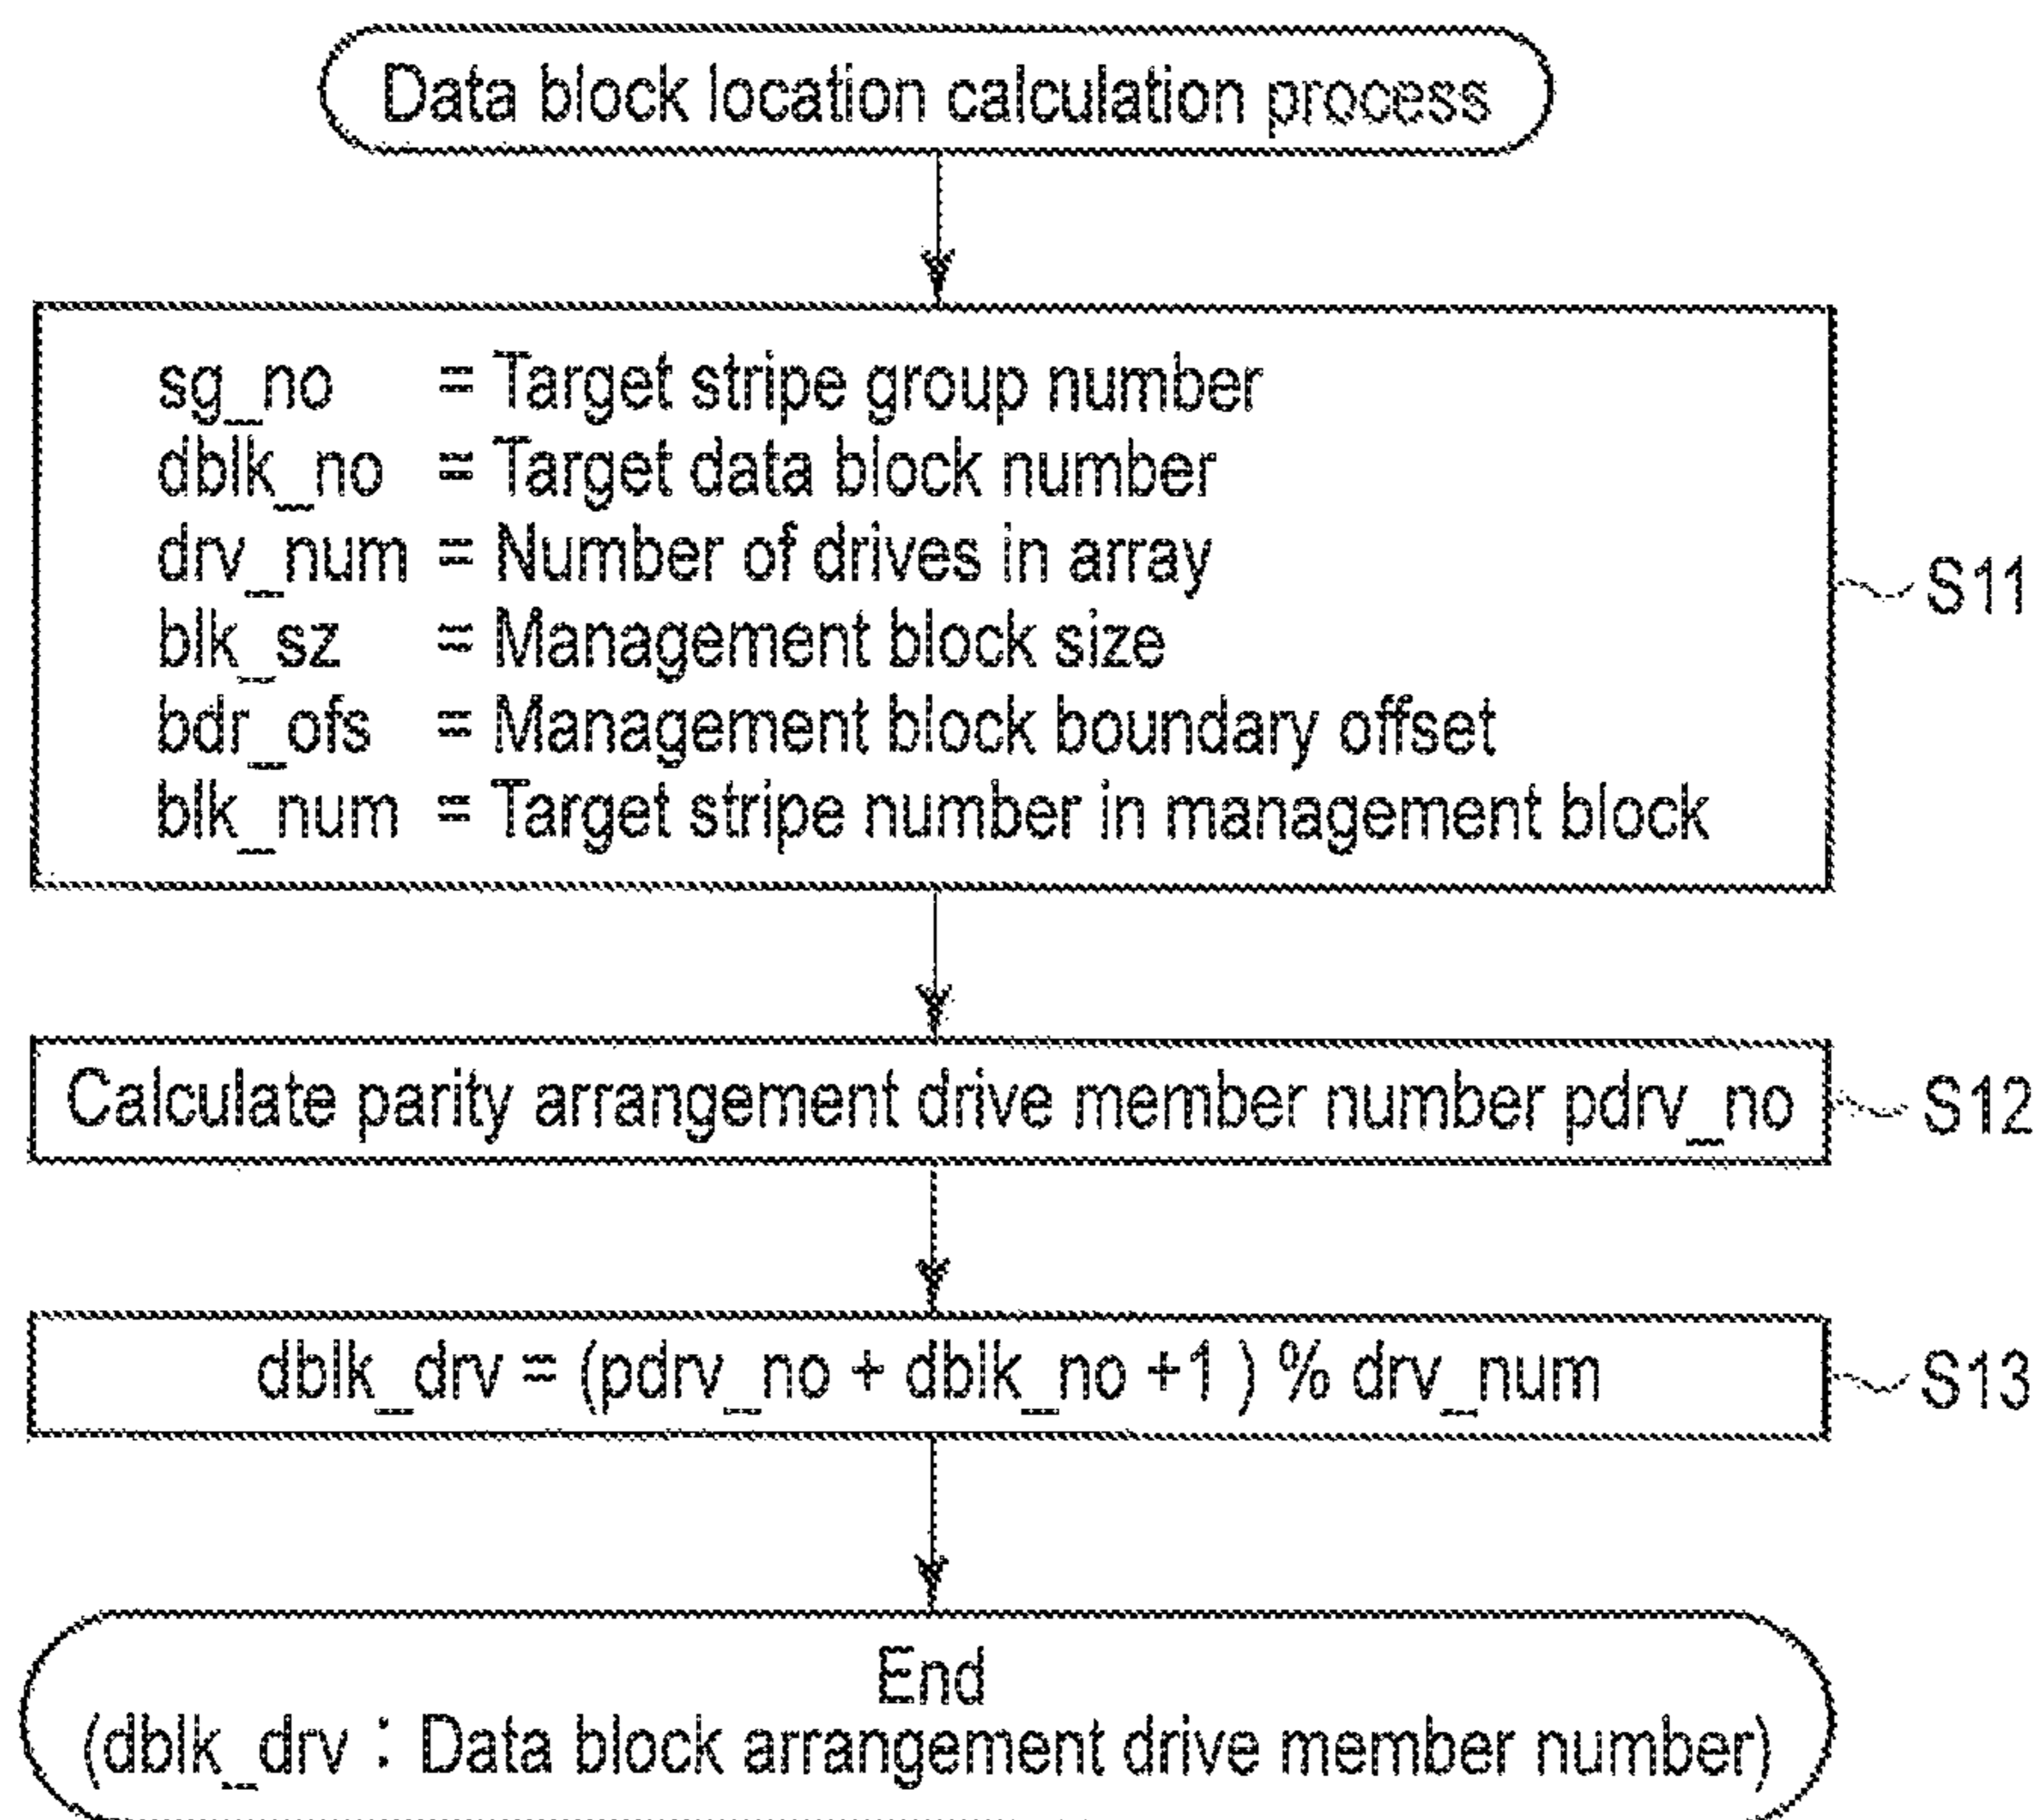 Data block location calculation process
sg_no = Target stripe group number
dblk_no = Target data block number
drv_num = Number of drives in array
blk_sz = Management block size
bdr_ofs = Management block boundary offset
blk_num = Target stripe number in management block
S11
Calculate parity arrangement drive member number pdrv_no
S12
dblk_drv = (pdrv_no + dblk_no +1 ) % drv_num
S13
End
(dblk_drv : Data block arrangement drive member number)